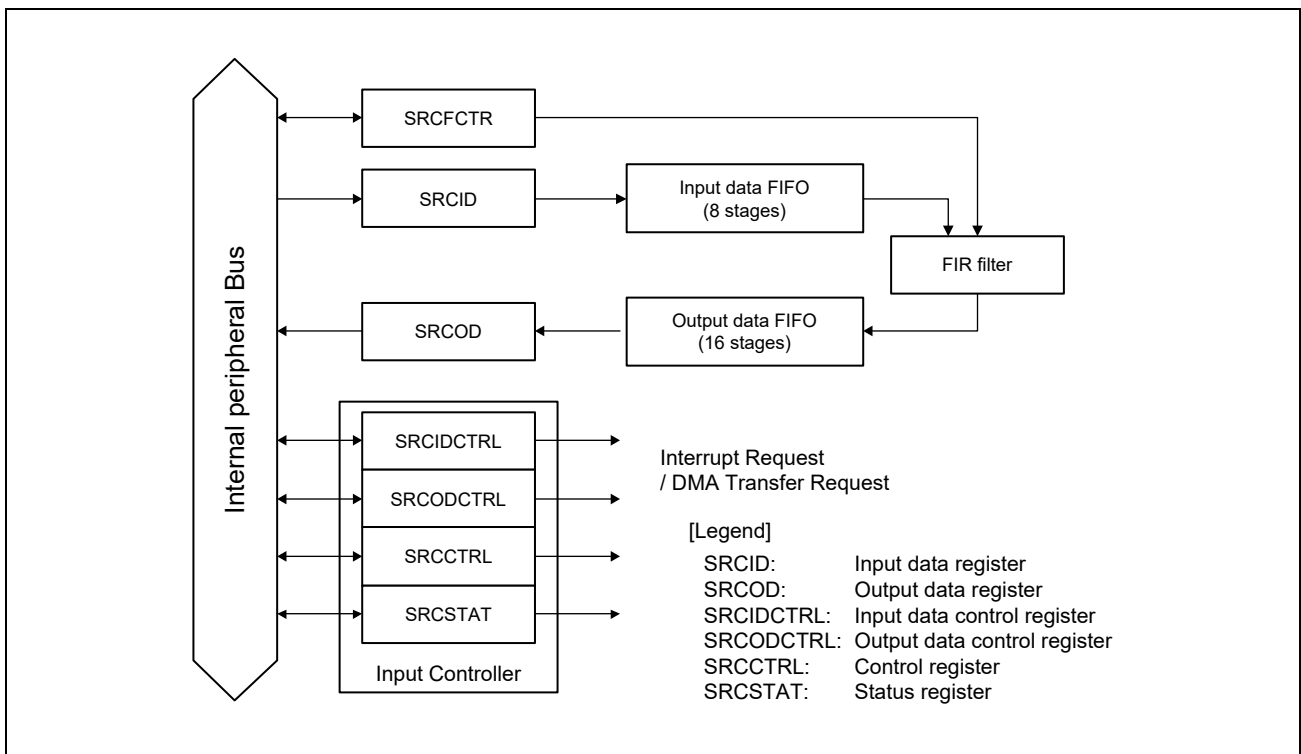 Internal peripheral Bus
SRCFCTR
SRCID
Input data FIFO
(8 stages)
FIR filter
SRCOD
Output data FIFO
(16 stages)
SRCIDCTRL
SRCODCTRL
SRCCTRL
SRCSTAT
Input Controller
Interrupt Request
/ DMA Transfer Request
[Legend]
SRCID: Input data register
SRCOD: Output data register
SRCIDCTRL: Input data control register
SRCODCTRL: Output data control register
SRCCTRL: Control register
SRCSTAT: Status register